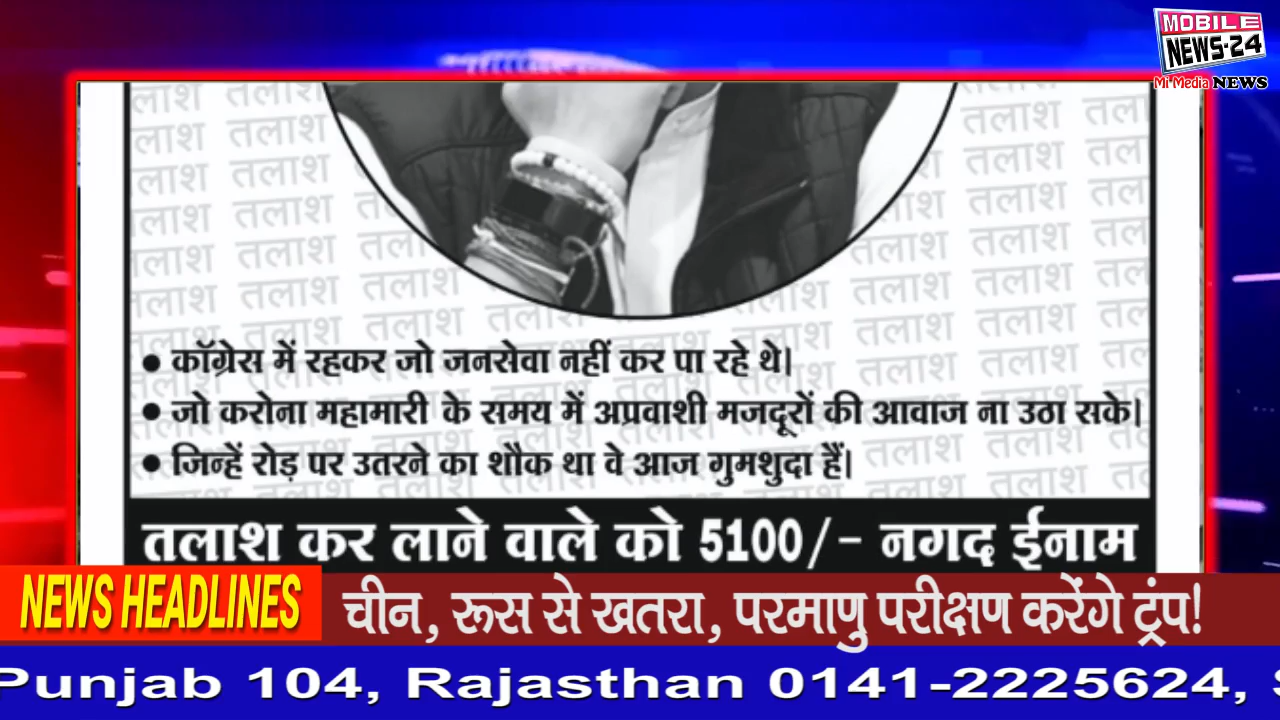 MOBILE
NEWS-24
Mi Media NEWS
तलाश तलाश
• कॉग्रेस में रहकर जो जनसेवा नहीं कर पा रहे थे।
• जो करोना महामारी के समय में अप्रवाशी मजदूरों की आवाज ना उठा सके।
• जिन्हें रोड़ पर उतरने का शौक था वे आज गुमशुदा हैं।
तलाश कर लाने वाले को 5100/- नगद ईनाम
NEWS HEADLINES
चीन, रूस से खतरा, परमाणु परीक्षण करेंगे ट्रंप!
Punjab 104, Rajasthan 0141-2225624,